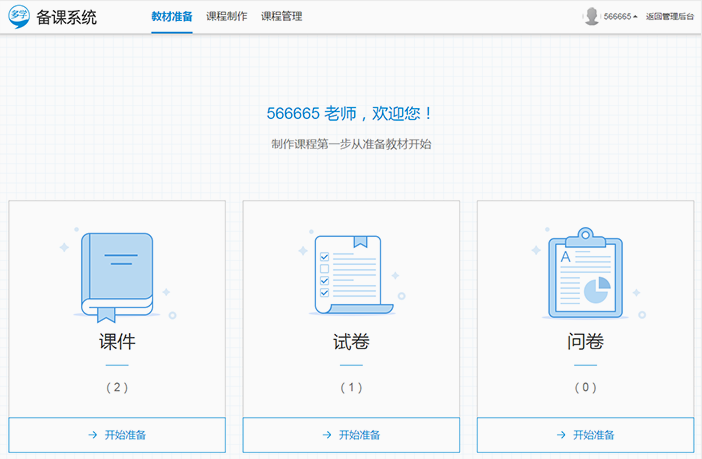 多学 备课系统 教材准备 课程制作 课程管理 566665 返回管理后台
566665 老师，欢迎您！
制作课程第一步从准备教材开始
A
课件 试卷 问卷
（2） （1） （0）
→ 开始准备 → 开始准备 → 开始准备